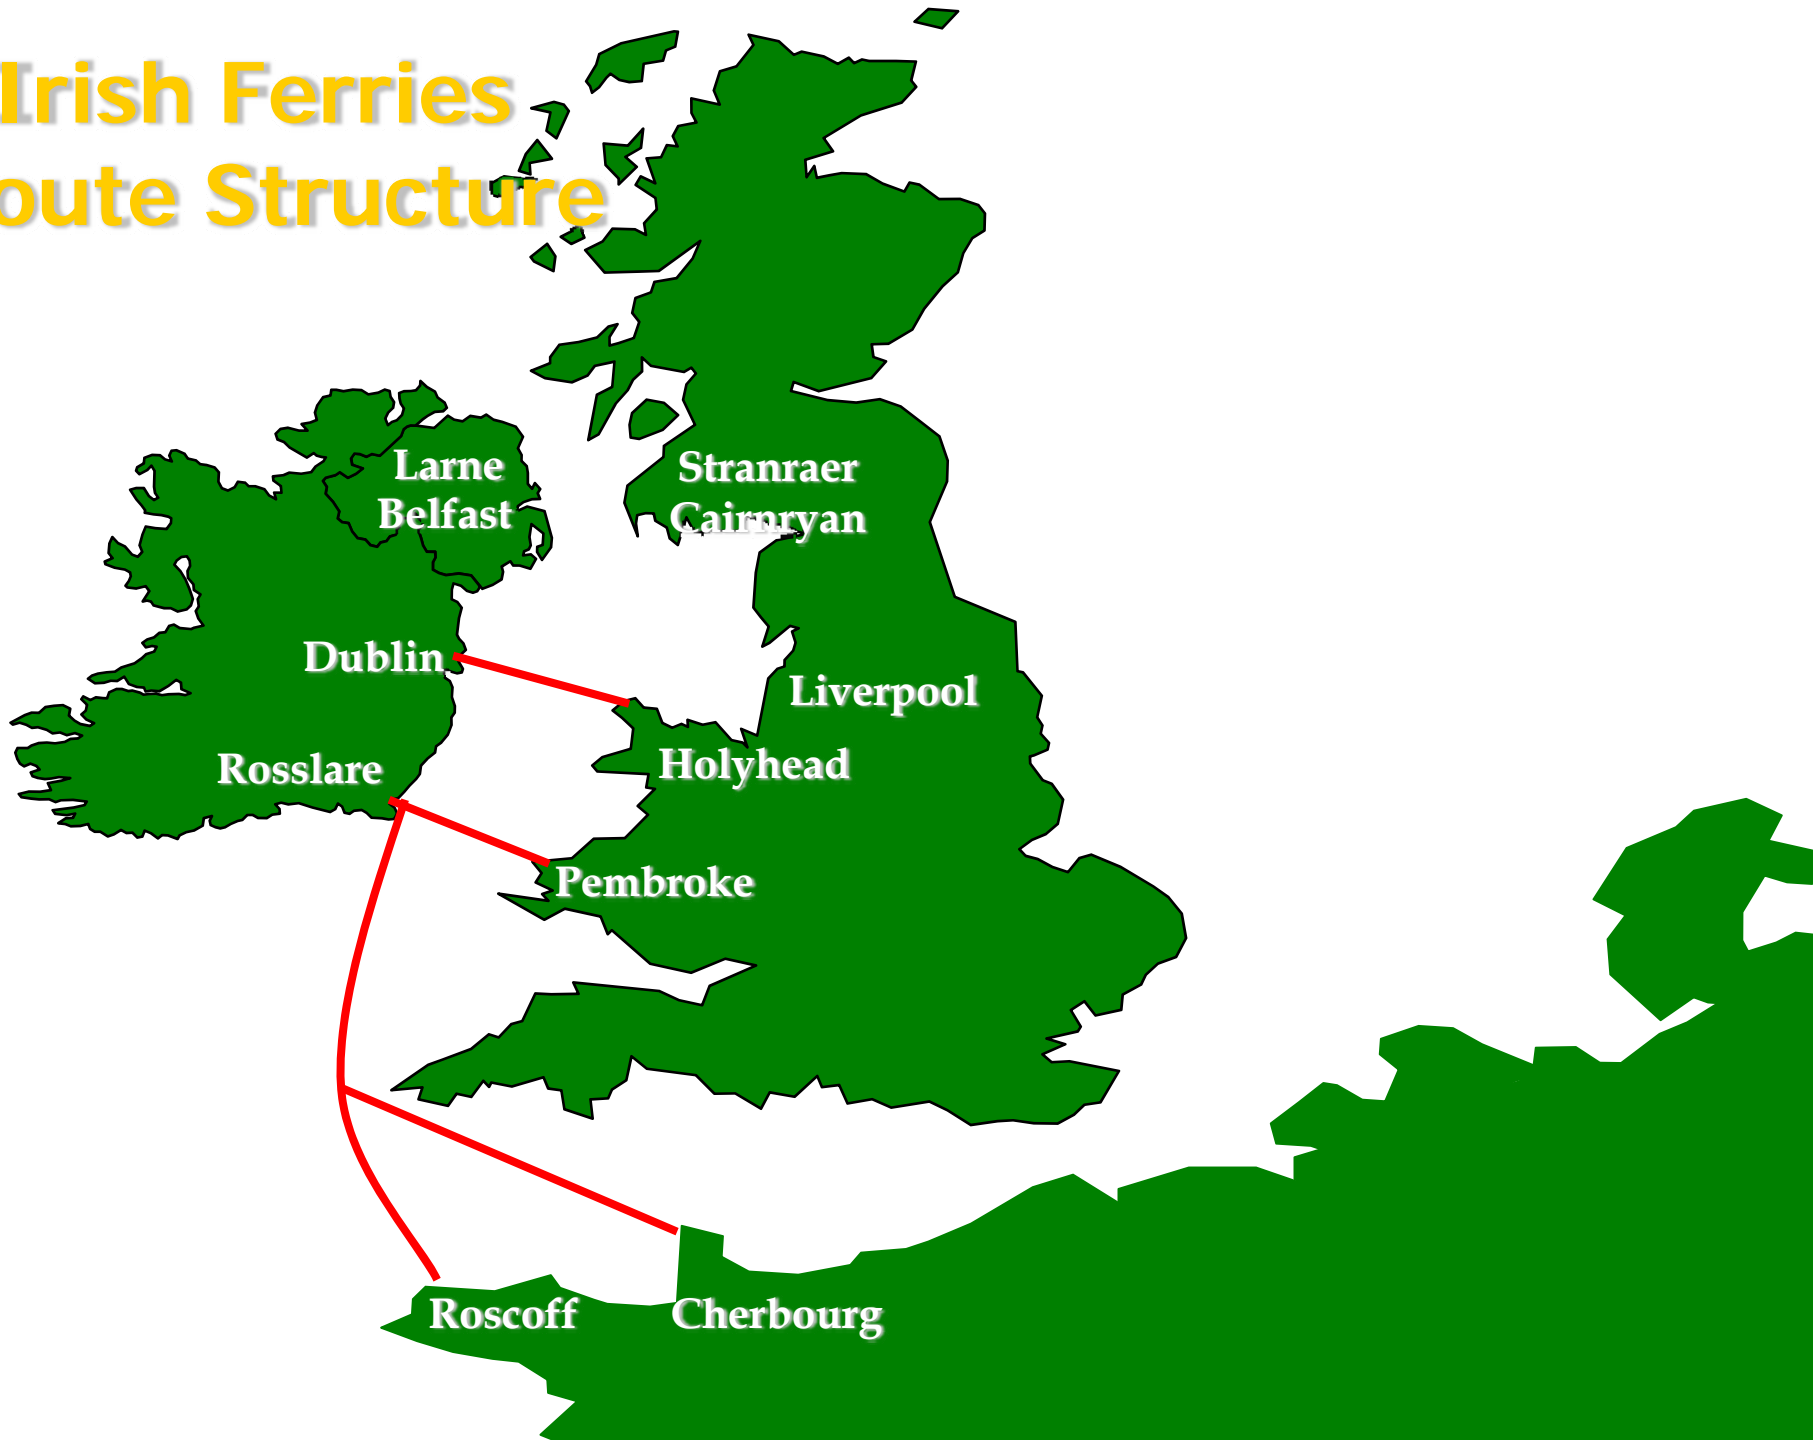 Irish Ferries
oute Structure
Larne
Belfast
Stranraer
Cairnryan
Dublin
Liverpool
Rosslare
Holyhead
Pembroke
Roscoff
Cherbourg